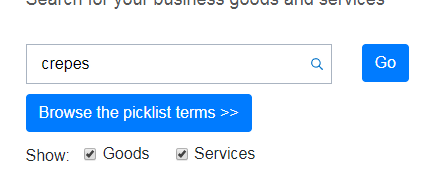 Search for your business goods and services
crepes
Go
Browse the picklist terms >>
Show: Goods Services